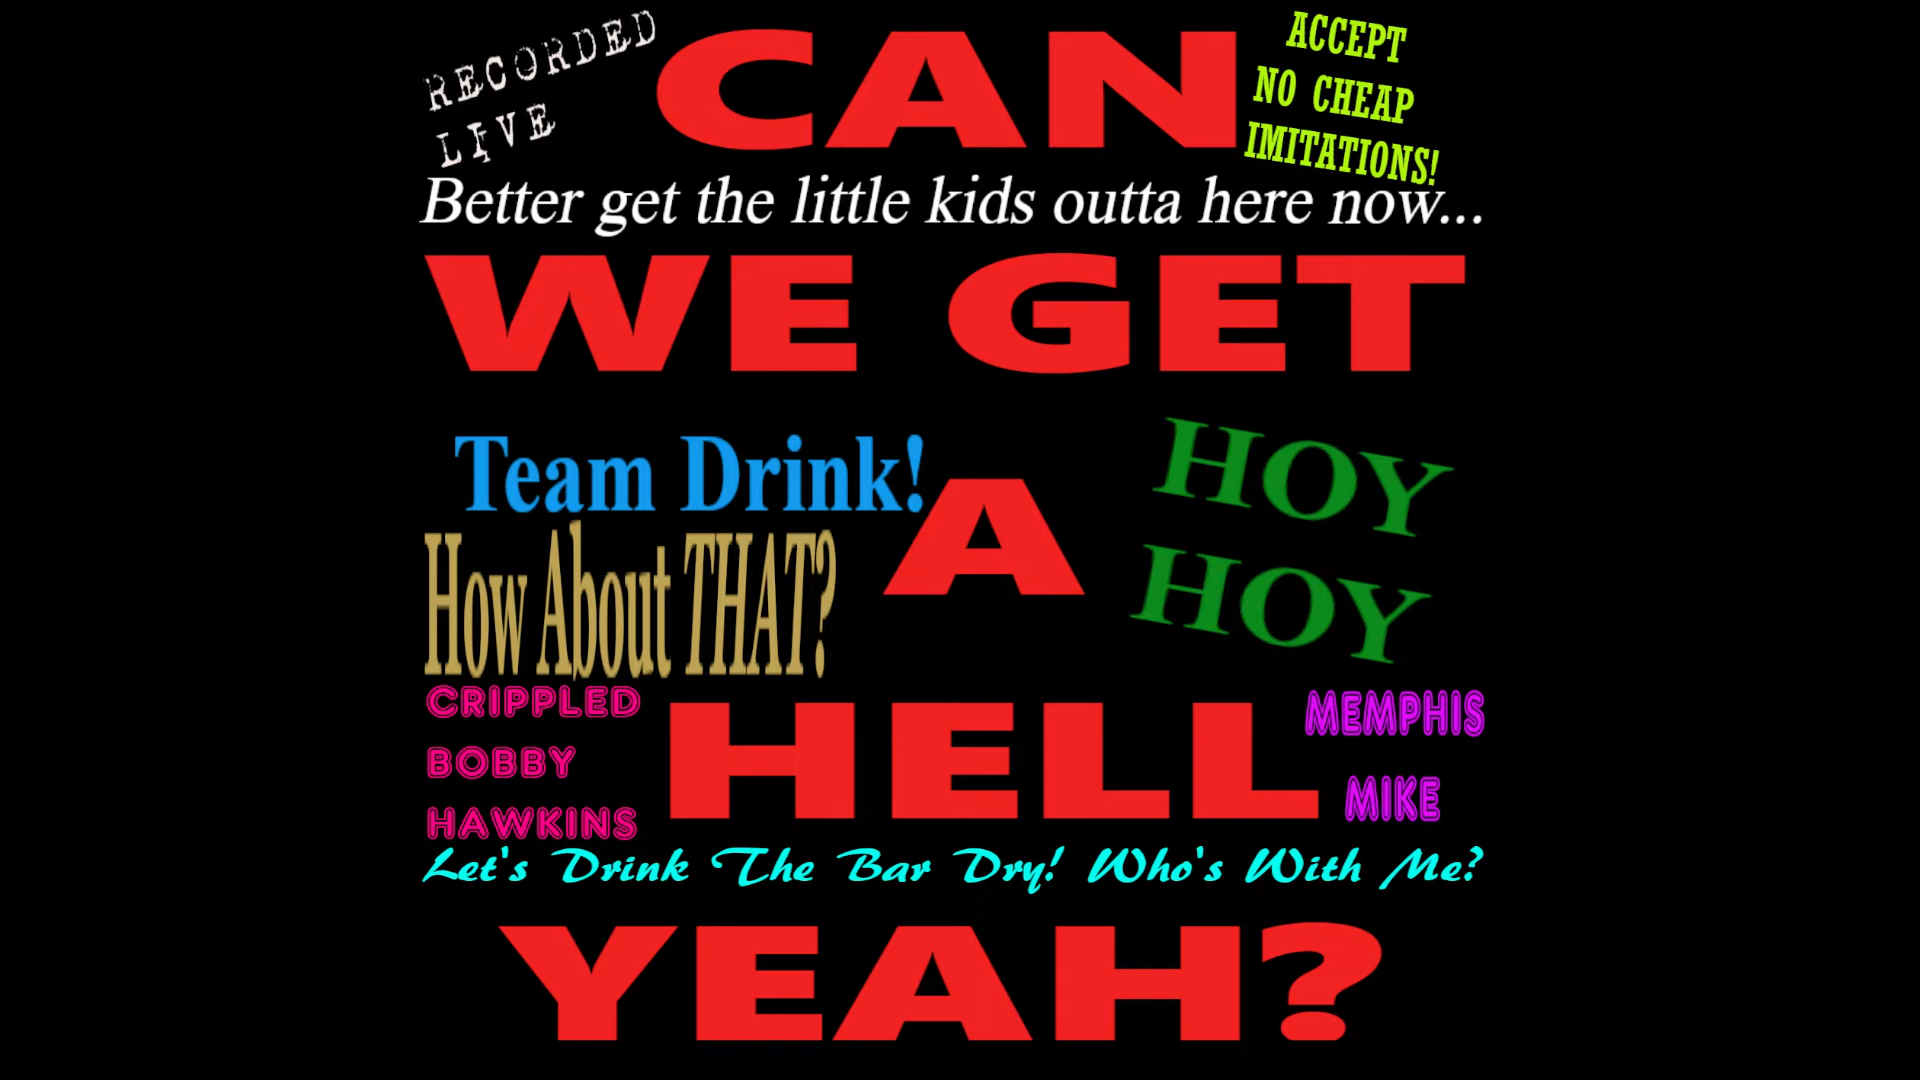 RECORDED
LIVE
CAN
ACCEPT
NO CHEAP
IMITATIONS!
Better get the little kids outta here now...
WE GET
Team Drink!
How About THAT?
A
HOY
HOY
CRIPPLED
BOBBY
HAWKINS
HELL
MEMPHIS
MIKE
Let's Drink The Bar Dry! Who's With Me?
YEAH?